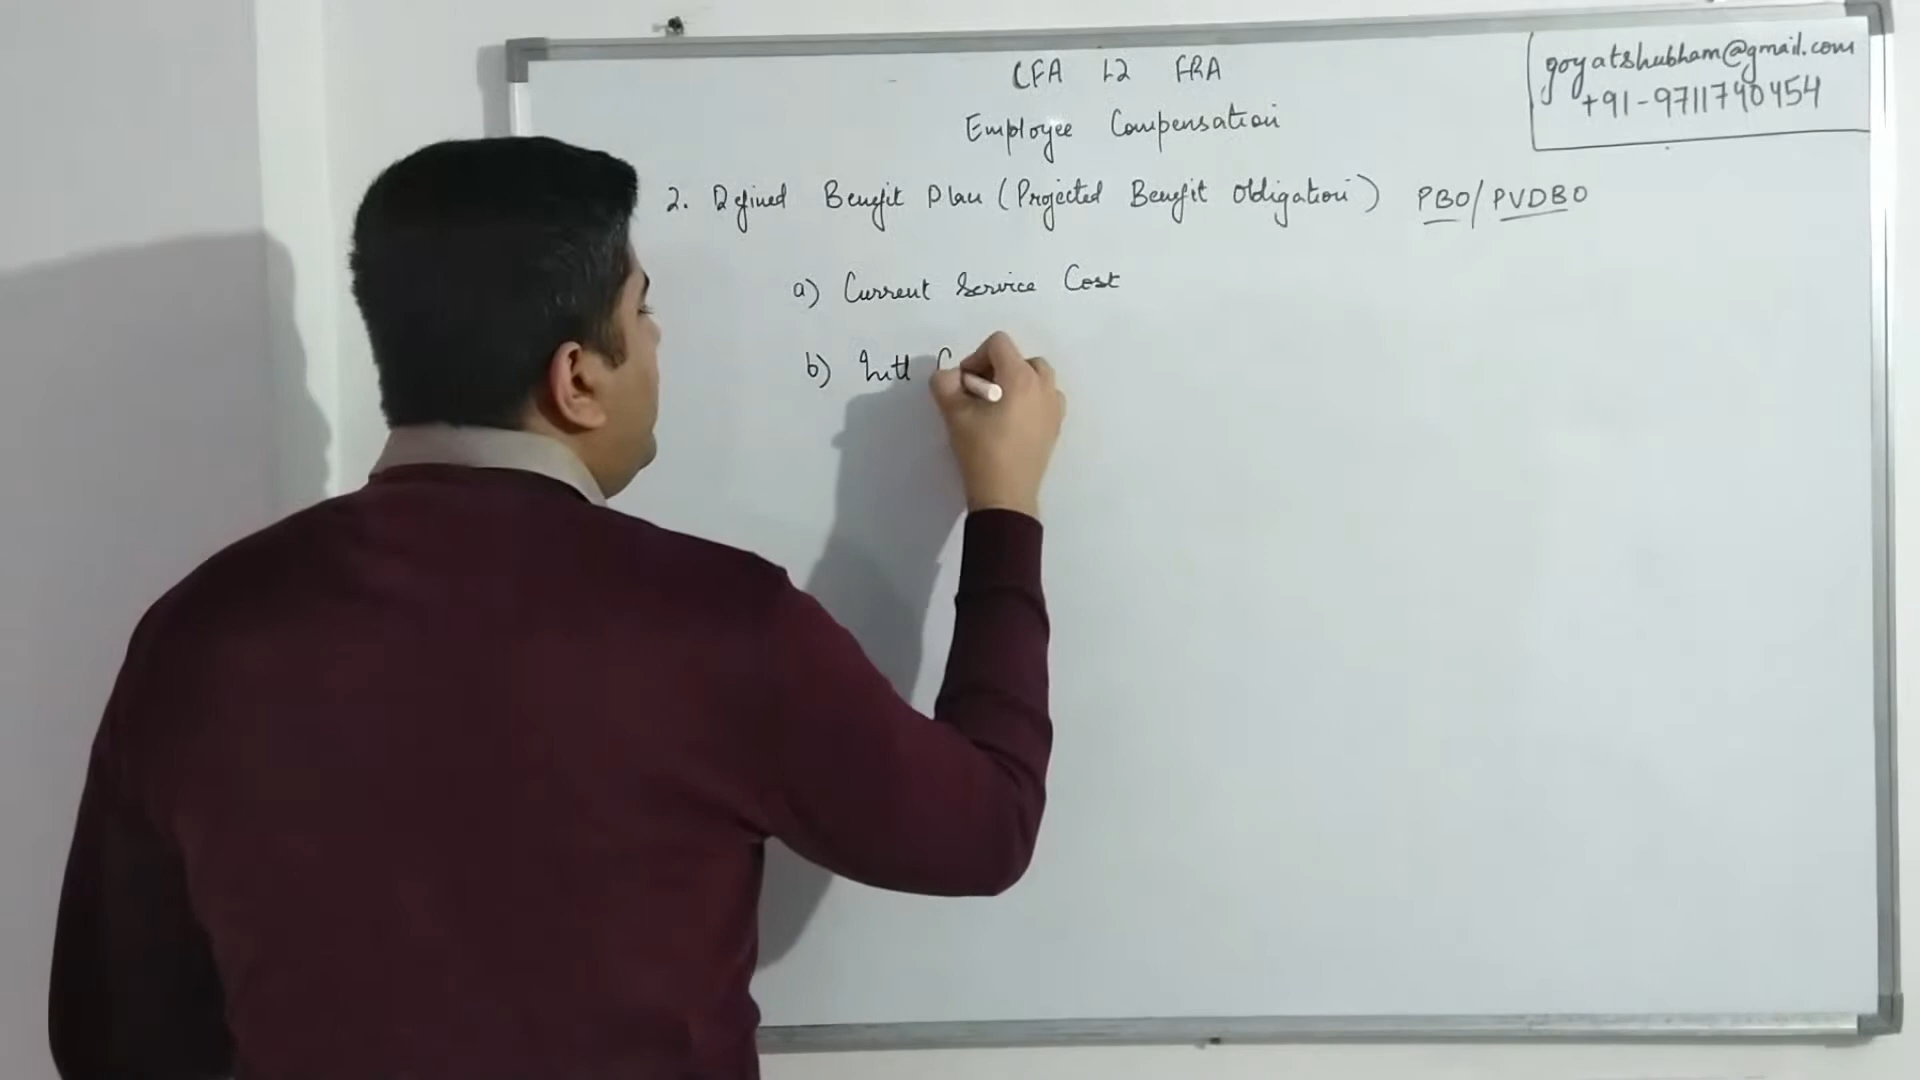 CFA L2 FRA
goyatshubham@gmail.com
+91-9711740454
Employee Compensation
2. Defined Benefit Plan (Projected Benefit Obligation) PBO/PVDBO
a) Current Service Cost
b) Intt C